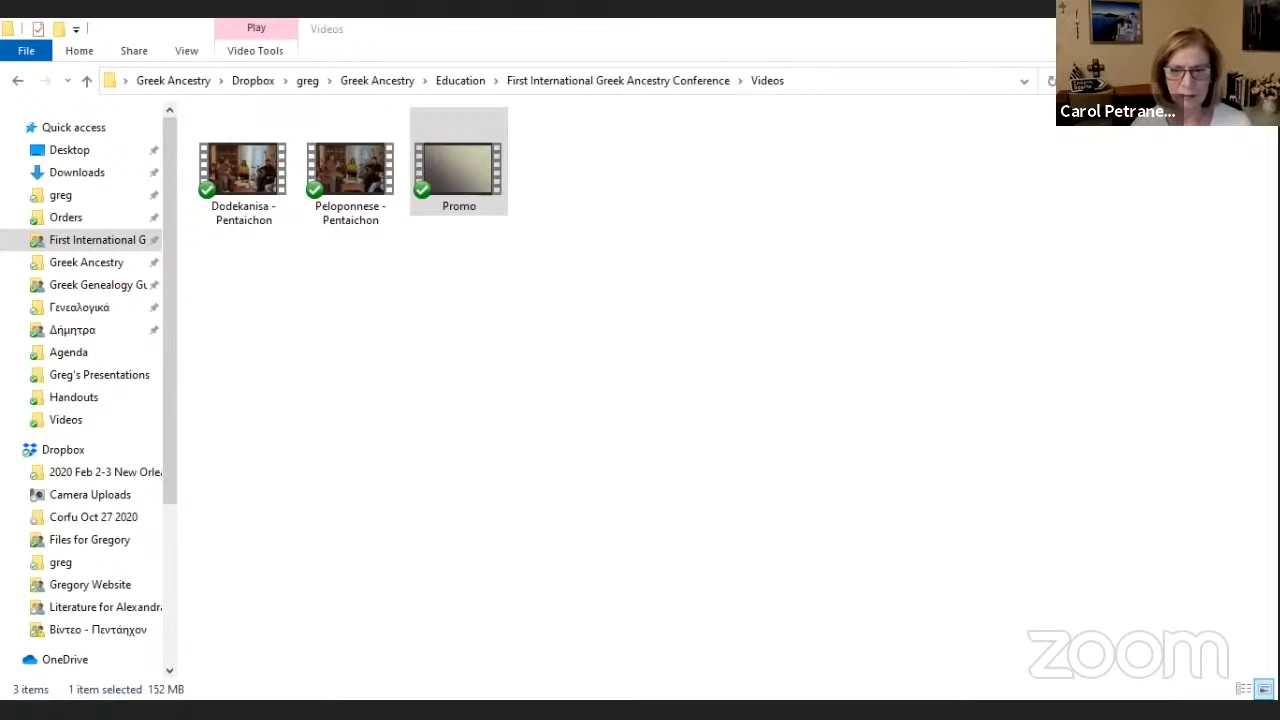 Play
Videos
File
Home
Share
View
Video Tools
Greek Ancestry
Dropbox
greg
Greek Ancestry
Education
First International Greek Ancestry Conference
Videos
Carol Petrane...
Quick access
Desktop
Downloads
greg
Orders
First International G
Greek Ancestry
Greek Genealogy Gu
Γενεαλογικά
Δήμητρα
Agenda
Greg's Presentations
Handouts
Videos
Dropbox
2020 Feb 2-3 New Orlea
Camera Uploads
Corfu Oct 27 2020
Files for Gregory
greg
Gregory Website
Literature for Alexandra
Βίντεο - Πεντάηχον
OneDrive
Dodekanisa -
Pentaichon
Peloponnese -
Pentaichon
Promo
3 items
1 item selected 152 MB
zoom